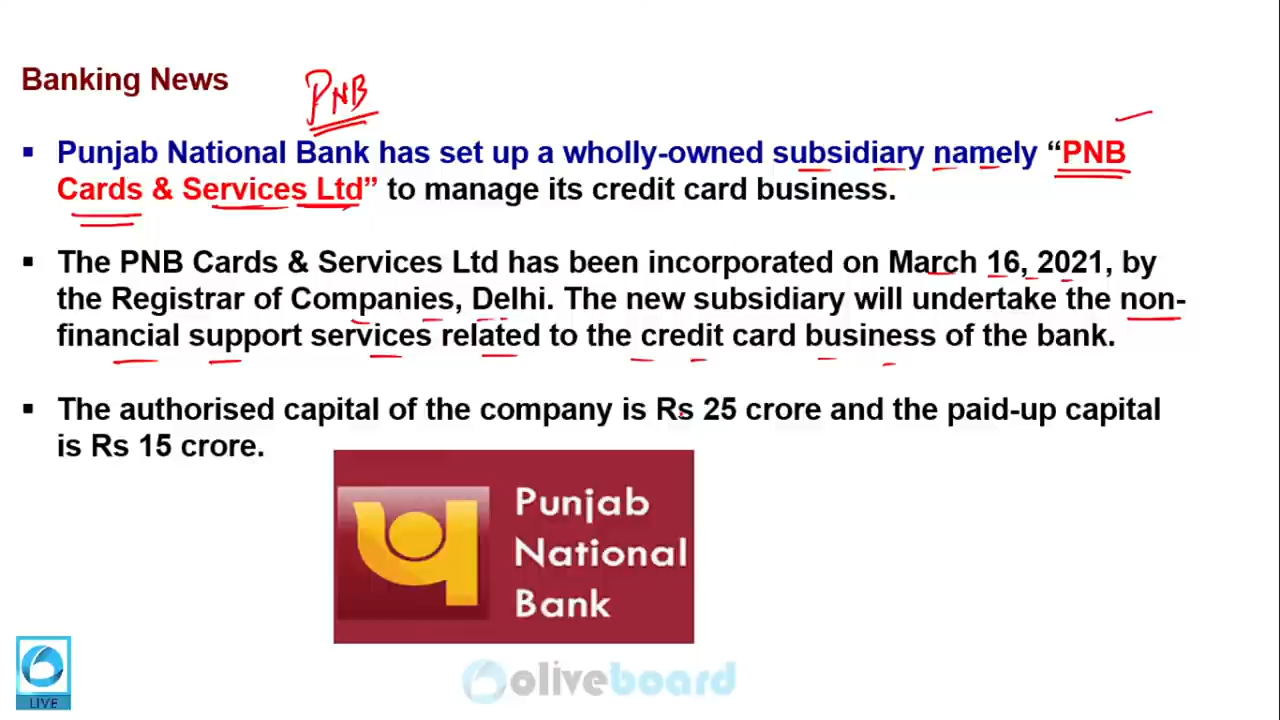 Banking News
PNB
▪ Punjab National Bank has set up a wholly-owned subsidiary namely “PNB
Cards & Services Ltd” to manage its credit card business.
▪ The PNB Cards & Services Ltd has been incorporated on March 16, 2021, by
the Registrar of Companies, Delhi. The new subsidiary will undertake the non-
financial support services related to the credit card business of the bank.
▪ The authorised capital of the company is Rs 25 crore and the paid-up capital
is Rs 15 crore.
Punjab
National
Bank
oliveboard
LIVE